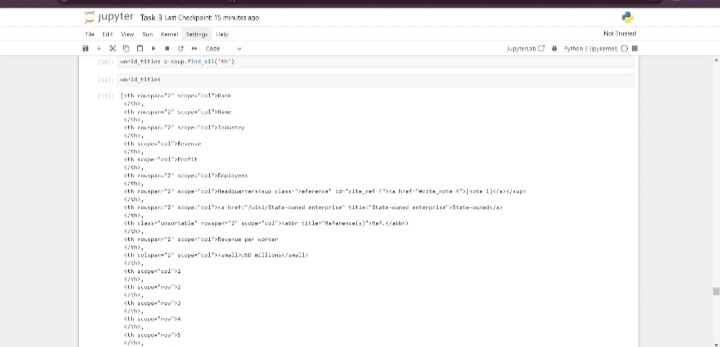 jupyter Task 3 Last Checkpoint: 15 minutes ago
File Edit View Run Kernel Settings Help Not Trusted
Code JupyterLab Python 3 (ipykernel)
[10]: world_titles = soup.find_all('th')
[11]: world_titles
[11]: [<th rowspan="2" scope="col">Rank
</th>,
<th rowspan="2" scope="col">Name
</th>,
<th rowspan="2" scope="col">Industry
</th>,
<th scope="col">Revenue
</th>,
<th scope="col">Profit
</th>,
<th rowspan="2" scope="col">Employees
</th>,
<th rowspan="2" scope="col">Headquarters<sup class="reference" id="cite_ref-4"><a href="#cite_note-4">[note 1]</a></sup>
</th>,
<th rowspan="2" scope="col"><a href="/wiki/State-owned_enterprise" title="State-owned enterprise">State-owned</a>
</th>,
<th class="unsortable" rowspan="2" scope="col"><abbr title="Reference(s)">Ref.</abbr>
</th>,
<th rowspan="2" scope="col">Revenue per worker
</th>,
<th colspan="2" scope="col"><small>USD millions</small>
</th>,
<th scope="col">1
</th>,
<th scope="row">2
</th>,
<th scope="row">3
</th>,
<th scope="row">4
</th>,
<th scope="row">5
</th>,